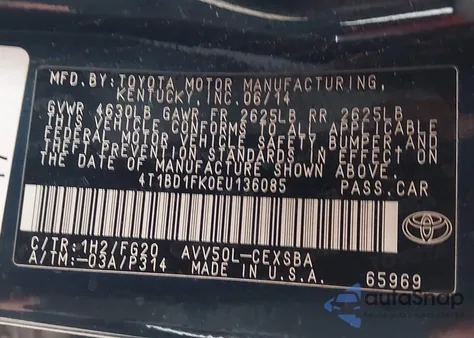 MFD.BY:TOYOTA MOTOR MANUFACTURING,
KENTUCKY,INC.06/14
GVWR 4630LB GAWR FR 2625LB RR 2625LB
THIS VEHICLE CONFORMS TO ALL APPLICABLE
FEDERAL MOTOR VEHICLE SAFETY,BUMPER,AND
THEFT PREVENTION STANDARDS IN EFFECT ON
THE DATE OF MANUFACTURE SHOWN ABOVE.
4T1BD1FK0EU136085 PASS.CAR
C/TR:1H2/FG20 AVV50L-CEXSBA
A/TM:-03A/P314 MADE IN U.S.A. 65969
autoSnap